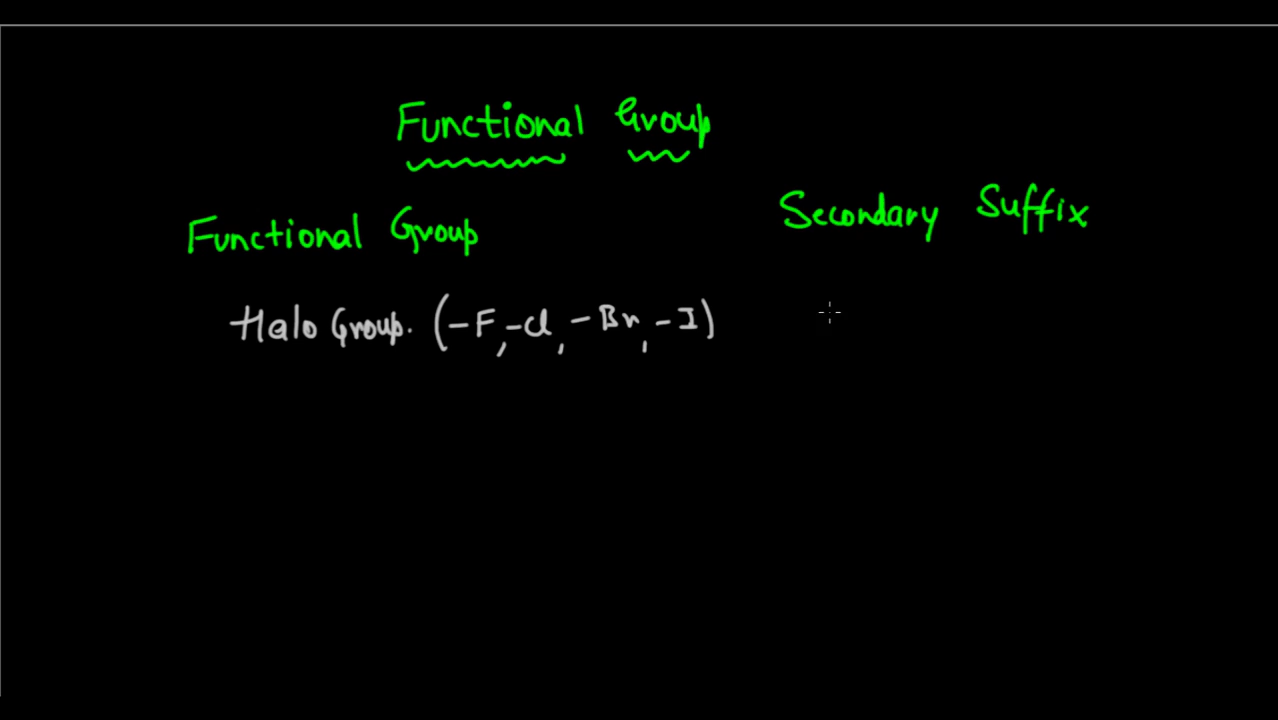 Functional Group
Functional Group Secondary Suffix
Halo Group. (-F, -Cl, -Br, -I)